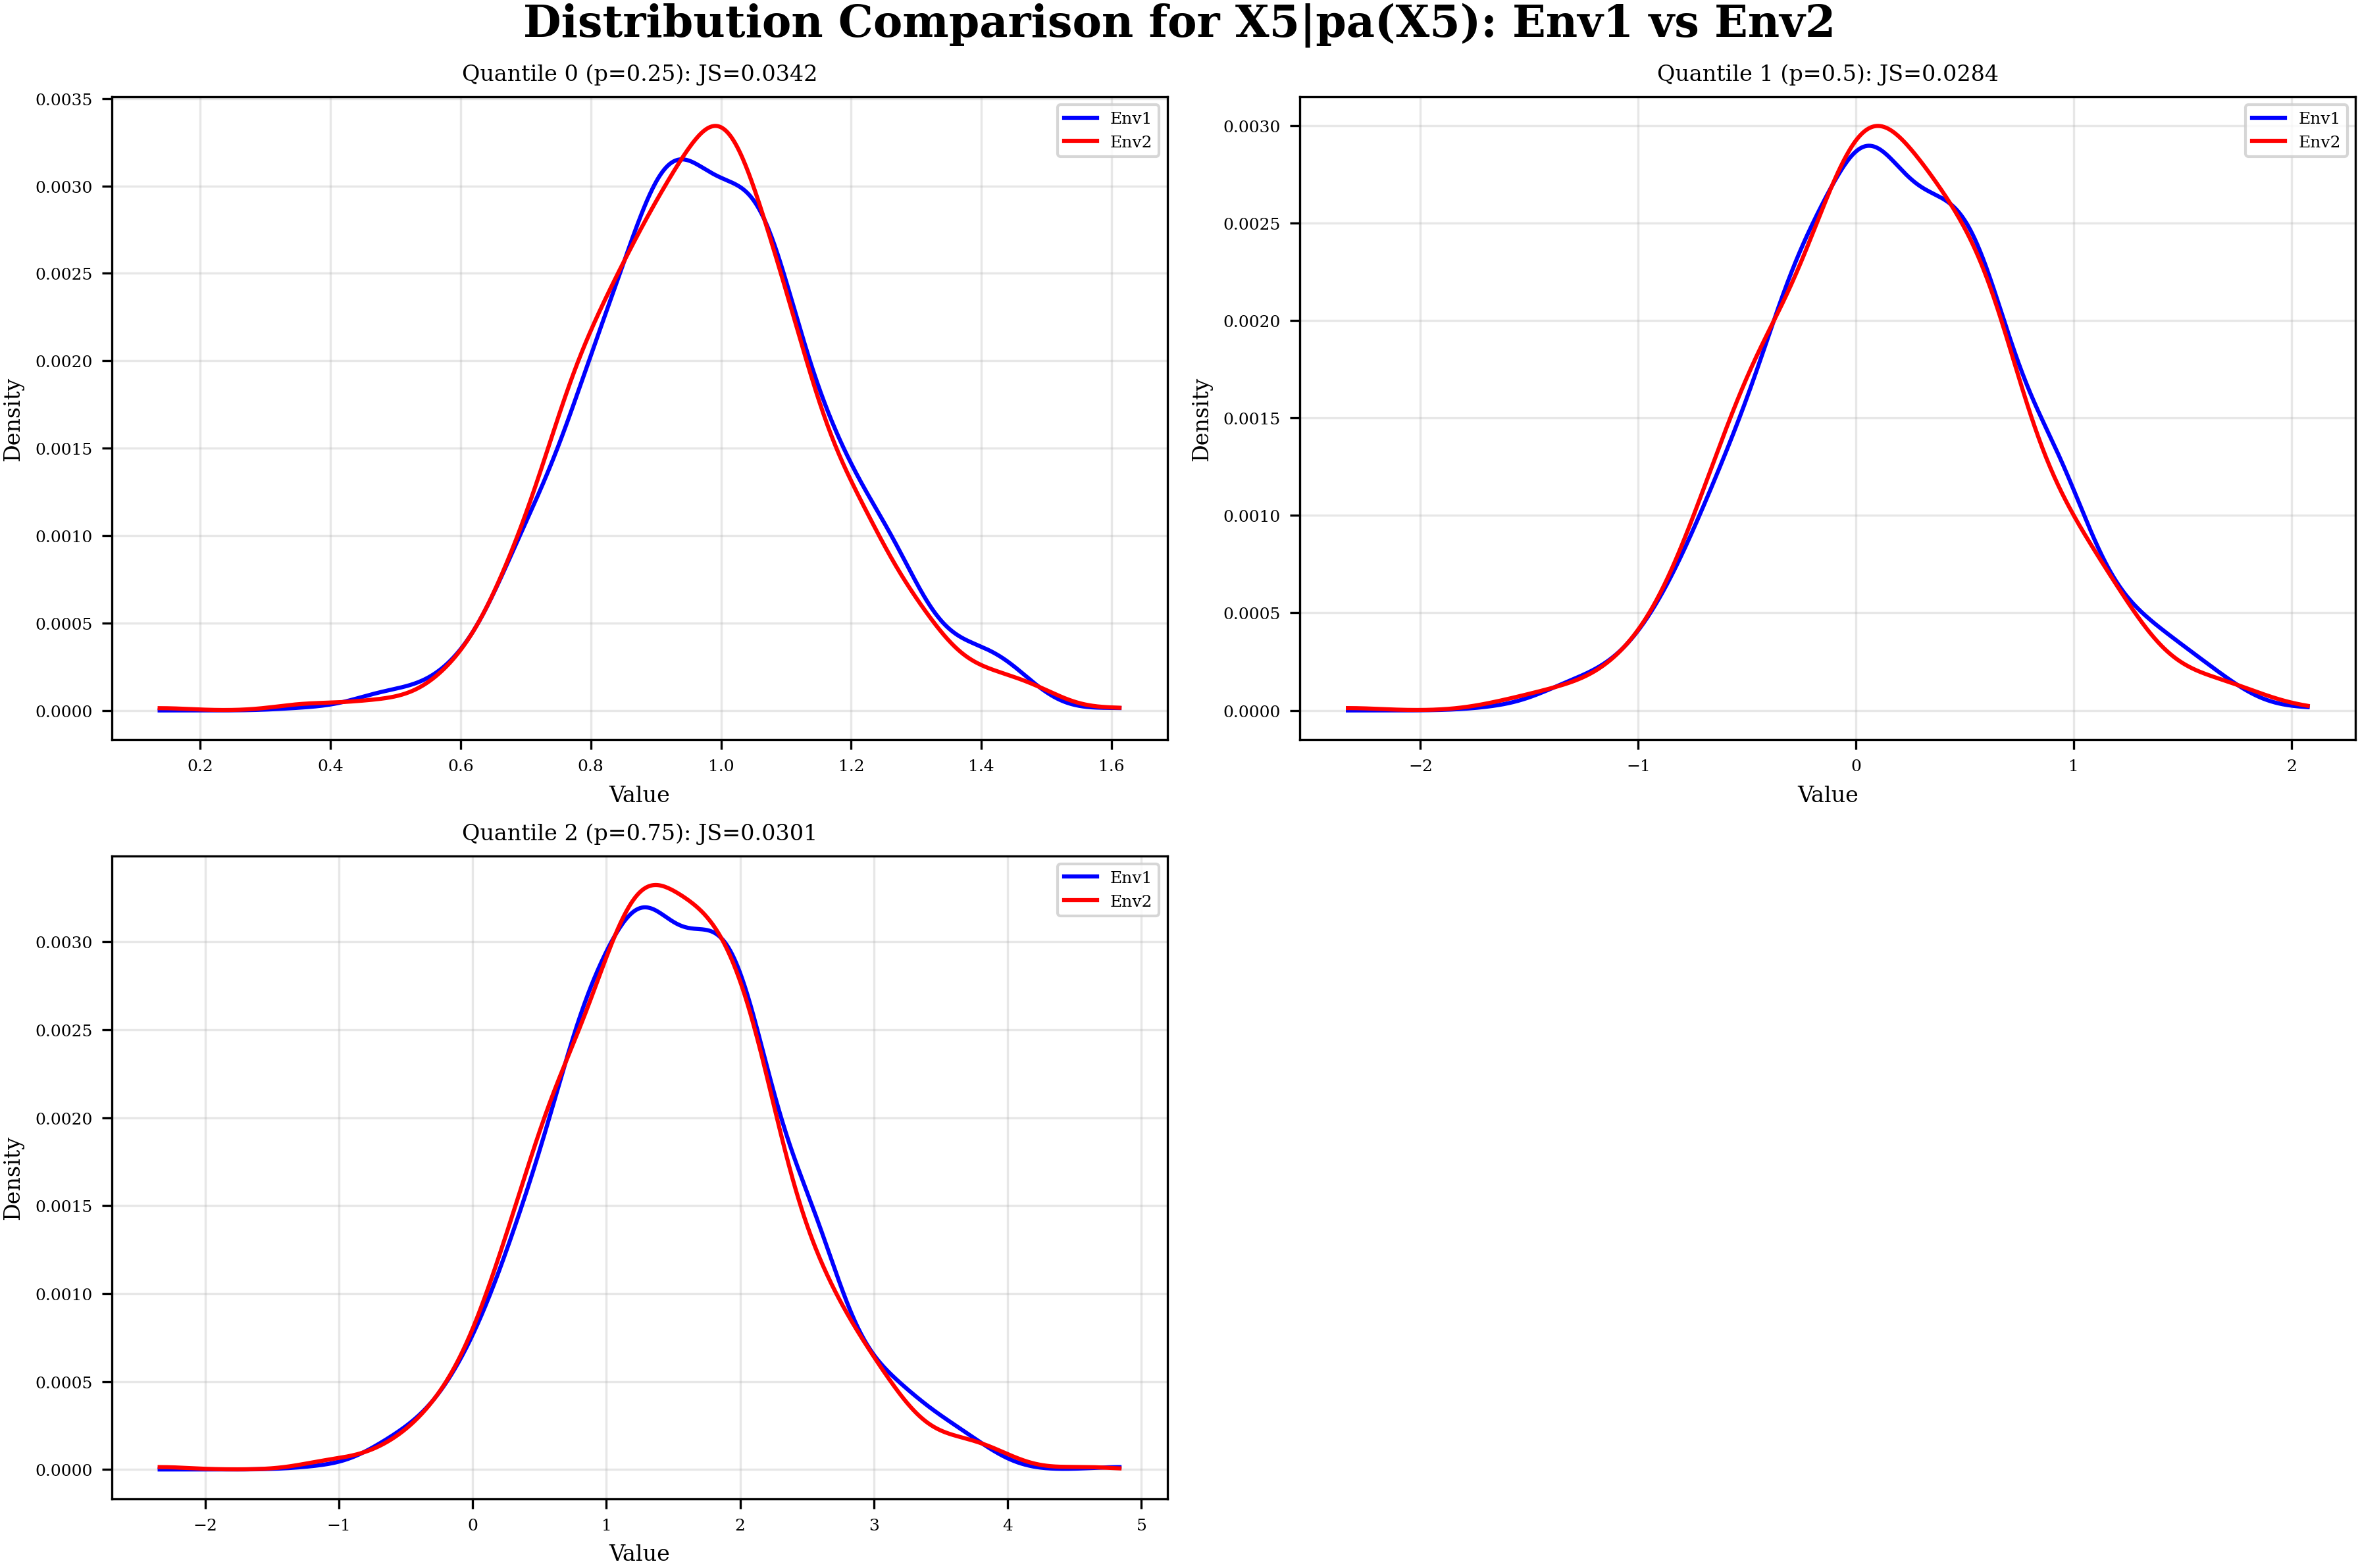 Distribution Comparison for X5|pa(X5): Env1 vs Env2
Quantile 0 (p=0.25): JS=0.0342
Env1
Env2
0.0035
0.0030
0.0025
0.0020
0.0015
0.0010
0.0005
0.0000
Density
0.2 0.4 0.6 0.8 1.0 1.2 1.4 1.6
Value
Quantile 1 (p=0.5): JS=0.0284
Env1
Env2
0.0030
0.0025
0.0020
0.0015
0.0010
0.0005
0.0000
Density
−2 −1 0 1 2
Value
Quantile 2 (p=0.75): JS=0.0301
Env1
Env2
0.0030
0.0025
0.0020
0.0015
0.0010
0.0005
0.0000
Density
−2 −1 0 1 2 3 4 5
Value